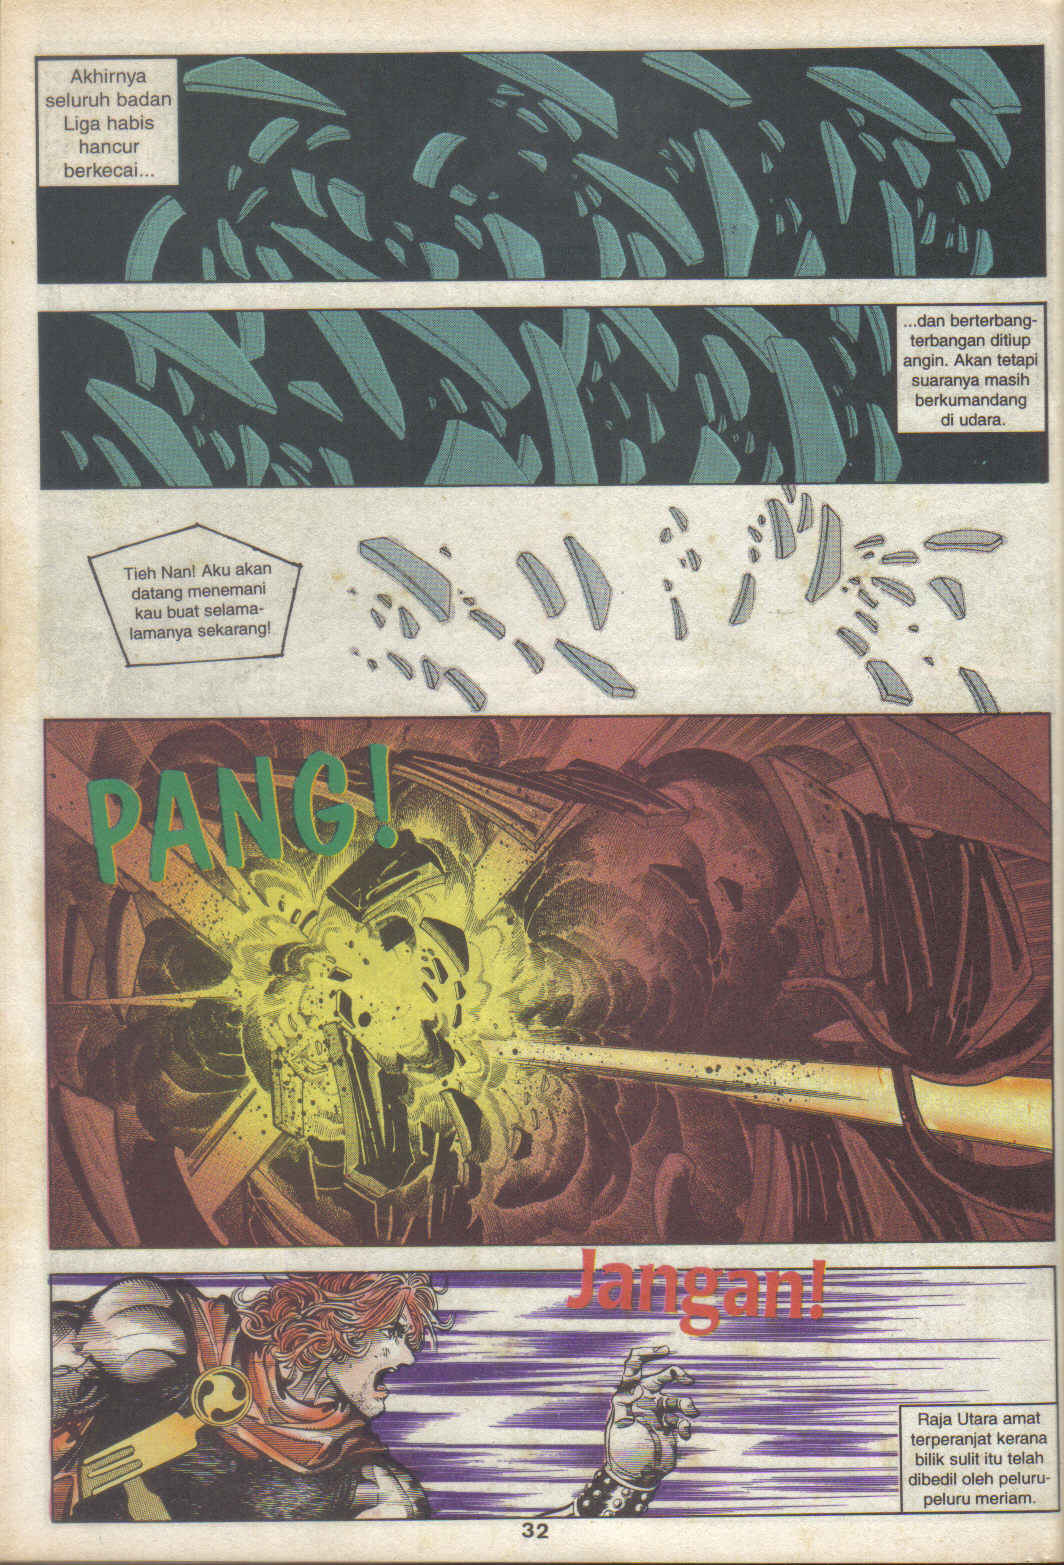 Akhirnya
seluruh badan
Liga habis
hancur
berkecai...
...dan berterbang-
terbangan ditiup
angin. Akan tetapi
suaranya masih
berkumandang
di udara.
Tieh Nan! Aku akan
datang menemani
kau buat selama-
lamanya sekarang!
PANG!
Jangan!
Raja Utara amat
terperanjat kerana
bilik sulit itu telah
dibedil oleh peluru-
peluru meriam.
32